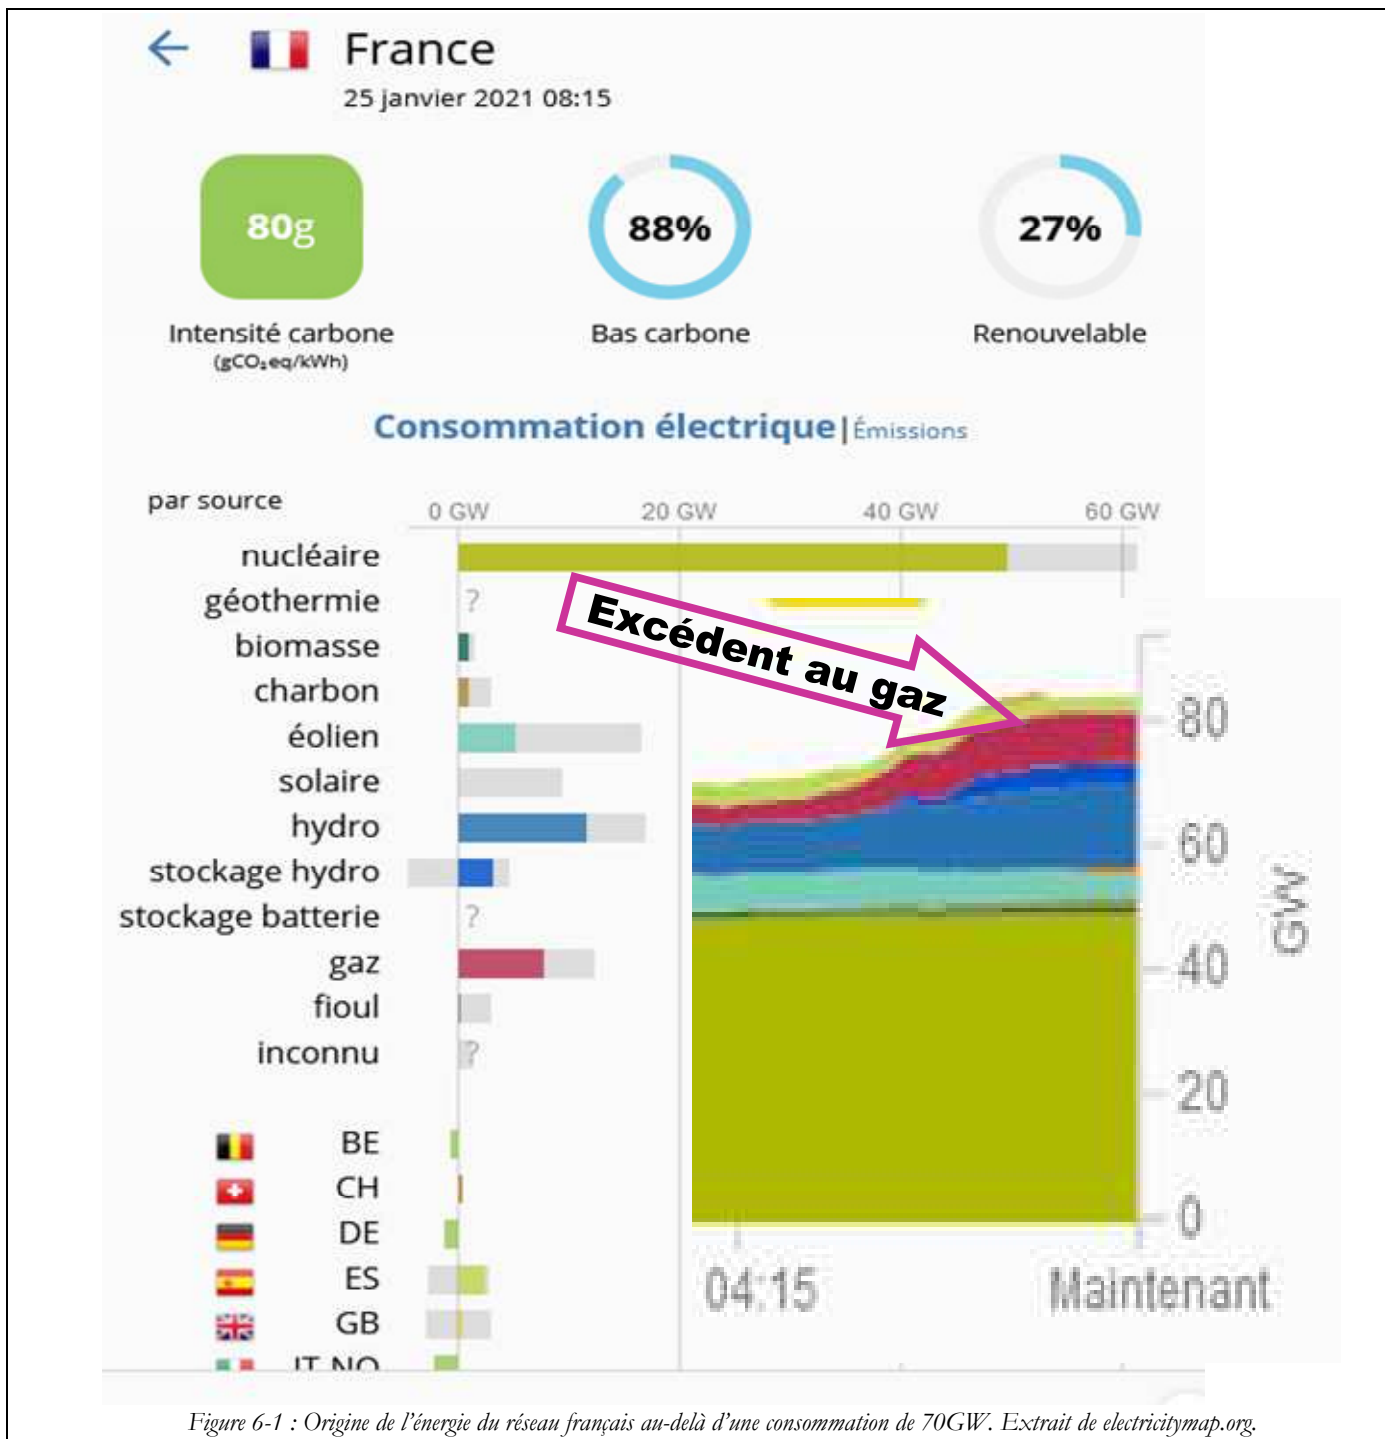 France
25 janvier 2021 08:15
80g
88%
27%
Intensité carbone
(gCO₂eq/kWh)
Bas carbone
Renouvelable
Consommation électrique|Émissions
par source
0 GW
20 GW
40 GW
60 GW
nucléaire
géothermie ?
biomasse
charbon
éolien
solaire
hydro
stockage hydro
stockage batterie ?
gaz
fioul
inconnu ?
BE
CH
DE
ES
GB
IT-NO
Excédent au gaz
80
60
40
20
0
GW
04:15
Maintenant
Figure 6-1 : Origine de l'énergie du réseau français au-delà d'une consommation de 70GW. Extrait de electricitymap.org.